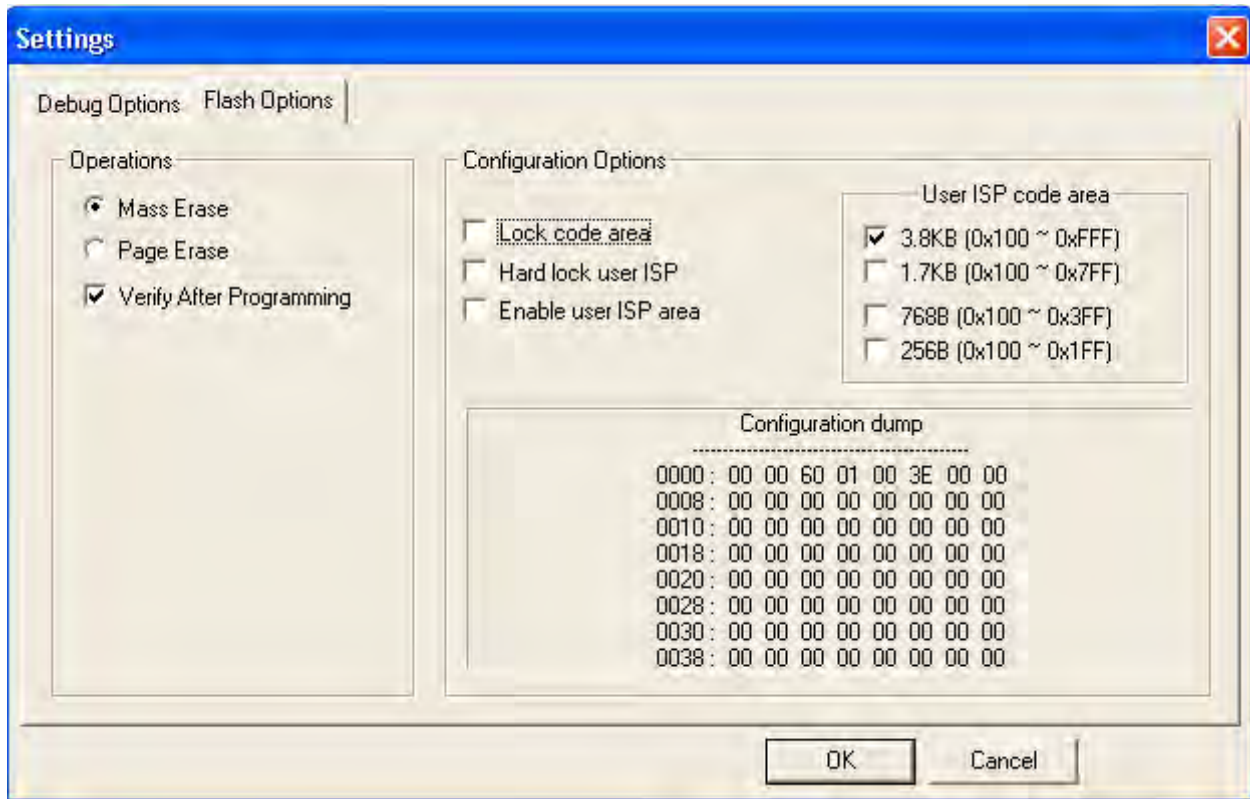 Settings
Debug Options
Flash Options
Operations
Mass Erase
Page Erase
Verify After Programming
Configuration Options
Lock code area
Hard lock user ISP
Enable user ISP area
User ISP code area
3.8KB (0x100 ~ 0xFFF)
1.7KB (0x100 ~ 0x7FF)
768B (0x100 ~ 0x3FF)
256B (0x100 ~ 0x1FF)
Configuration dump
----------------------------------------------
0000 : 00 00 60 01 00 3E 00 00
0008 : 00 00 00 00 00 00 00 00
0010 : 00 00 00 00 00 00 00 00
0018 : 00 00 00 00 00 00 00 00
0020 : 00 00 00 00 00 00 00 00
0028 : 00 00 00 00 00 00 00 00
0030 : 00 00 00 00 00 00 00 00
0038 : 00 00 00 00 00 00 00 00
OK
Cancel